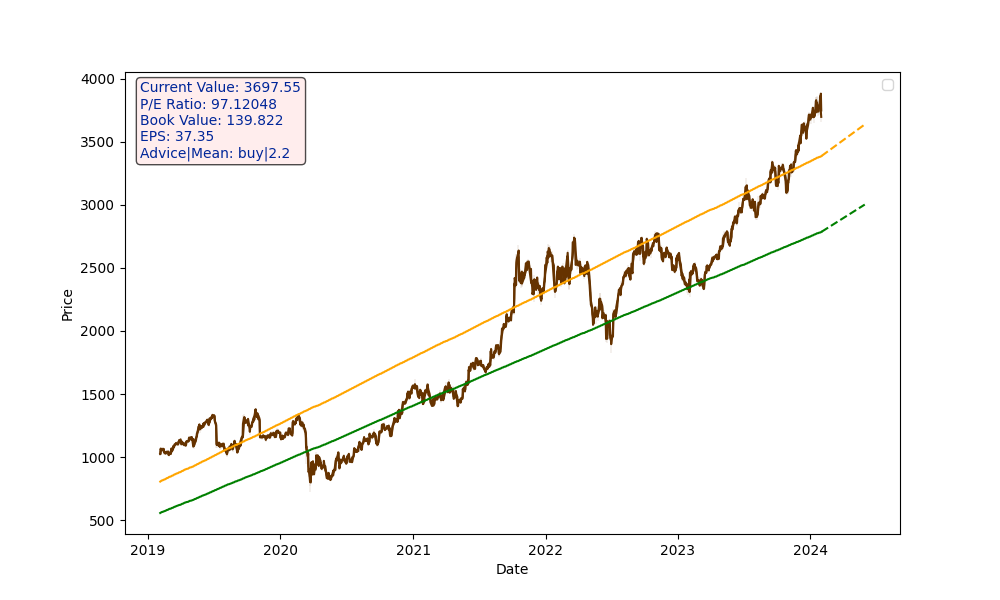 Current Value: 3697.55
P/E Ratio: 97.12048
Book Value: 139.822
EPS: 37.35
Advice|Mean: buy|2.2
4000
3500
3000
2500
2000
1500
1000
500
Price
2019 2020 2021 2022 2023 2024
Date